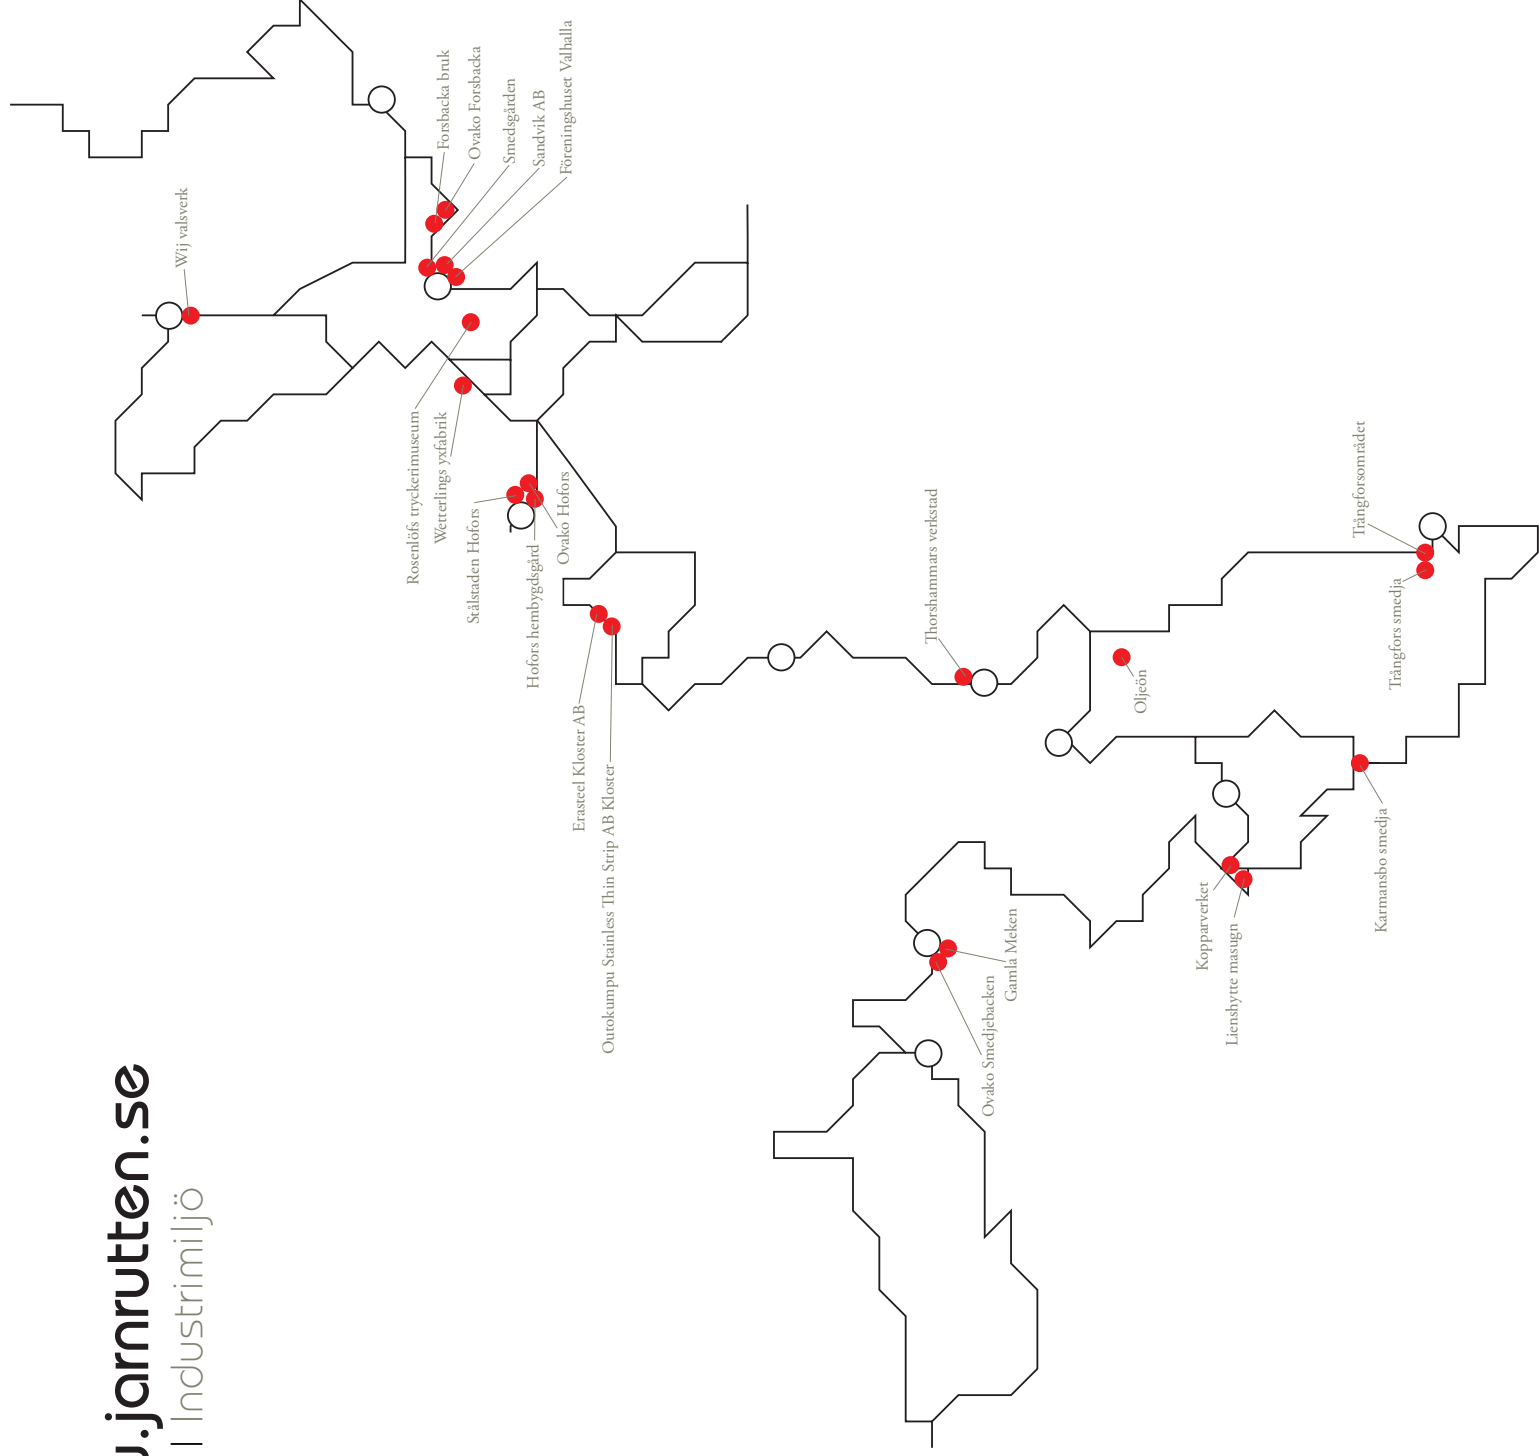 .jarnrutten.se
Industrimiljö
Wij valsverk
Forsbacka bruk
Ovako Forsbacka
Smedsgården
Sandvik AB
Föreningshuset Valhalla
Rosenlöfs tryckerimuseum
Wetterlings yxfabrik
Stålstaden Hofors
Hofors hembygdsgård
Ovako Hofors
Erasteel Kloster AB
Outokumpu Stainless Thin Strip AB Kloster
Thorshammars verkstad
Oljeön
Trångforsområdet
Trångfors smedja
Karmansbo smedja
Kopparverket
Lienshytte masugn
Gamla Meken
Ovako Smedjebacken